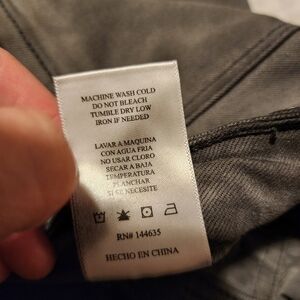 MACHINE WASH COLD
DO NOT BLEACH
TUMBLE DRY LOW
IRON IF NEEDED
LAVAR A MAQUINA
CON AGUA FRIA
NO USAR CLORO
SECAR A BAJA
TEMPERATURA
PLANCHAR
SI SE NECESITE
RN# 144635
HECHO EN CHINA